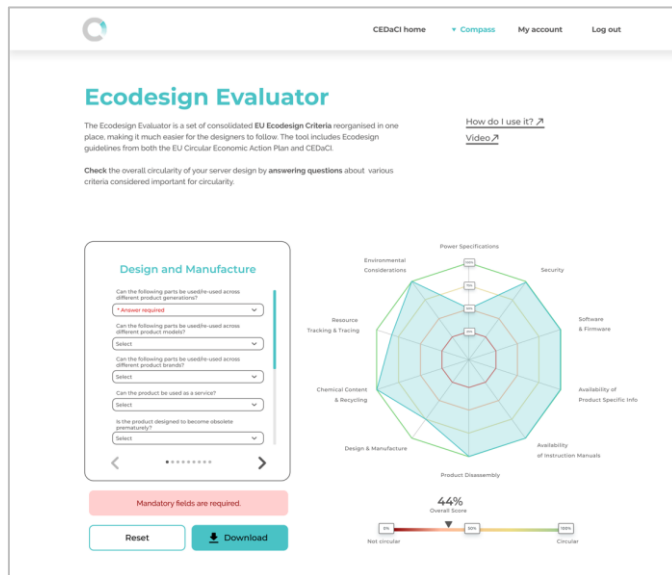 CEDaCI home
▼ Compass
My account
Log out
Ecodesign Evaluator
The Ecodesign Evaluator is a set of consolidated EU Ecodesign Criteria reorganised in one
place, making it much easier for the designers to follow. The tool includes Ecodesign
guidelines from both the EU Circular Economic Action Plan and CEDaCI.
Check the overall circularity of your server design by answering questions about various
criteria considered important for circularity.
How do I use it? ↗
Video ↗
Design and Manufacture
Can the following parts be used/re-used across
different product generations?
* Answer required
Can the following parts be used/re-used across
different product models?
Select
Can the following parts be used/re-used across
different product brands?
Select
Can the product be used as a service?
Select
Is the product designed to become obsolete
prematurely?
Select
Mandatory fields are required.
Reset
Download
Power Specifications
Security
Software
& Firmware
Availability of
Product Specific Info
Availability
of Instruction Manuals
Product Disassembly
Design & Manufacture
Chemical Content
& Recycling
Resource
Tracking & Tracing
Environmental
Considerations
44%
Overall Score
0%
50%
100%
Not circular
Circular